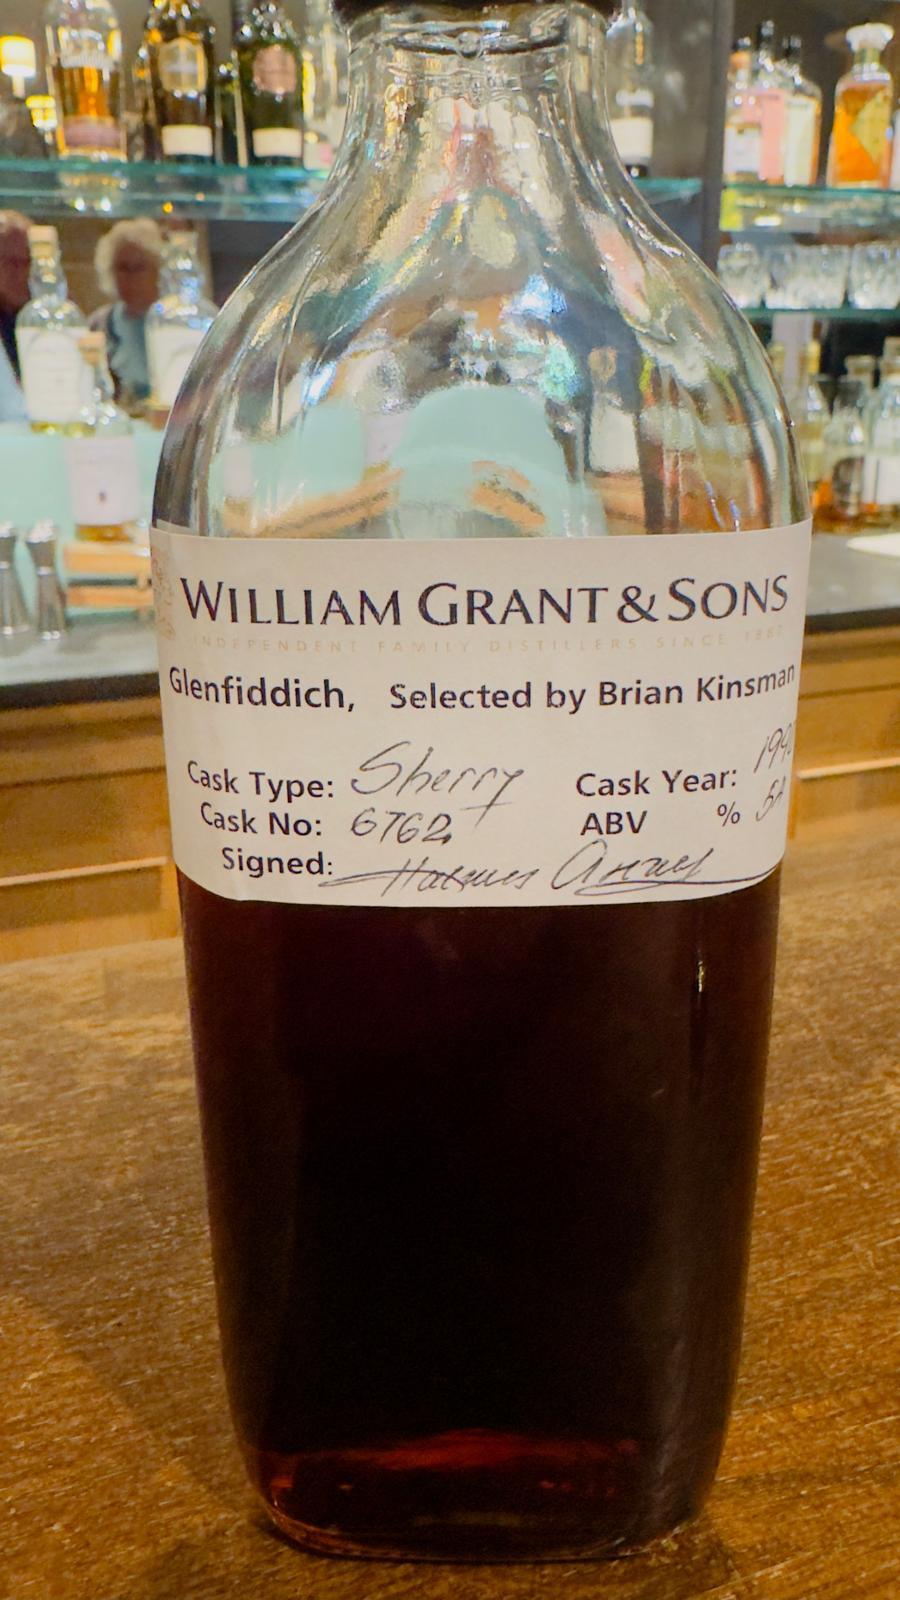 WILLIAM GRANT & SONS
INDEPENDENT FAMILY DISTILLERS SINCE 1887
Glenfiddich, Selected by Brian Kinsman
Cask Type: Sherry Cask Year:
Cask No: 6762 ABV %
Signed: